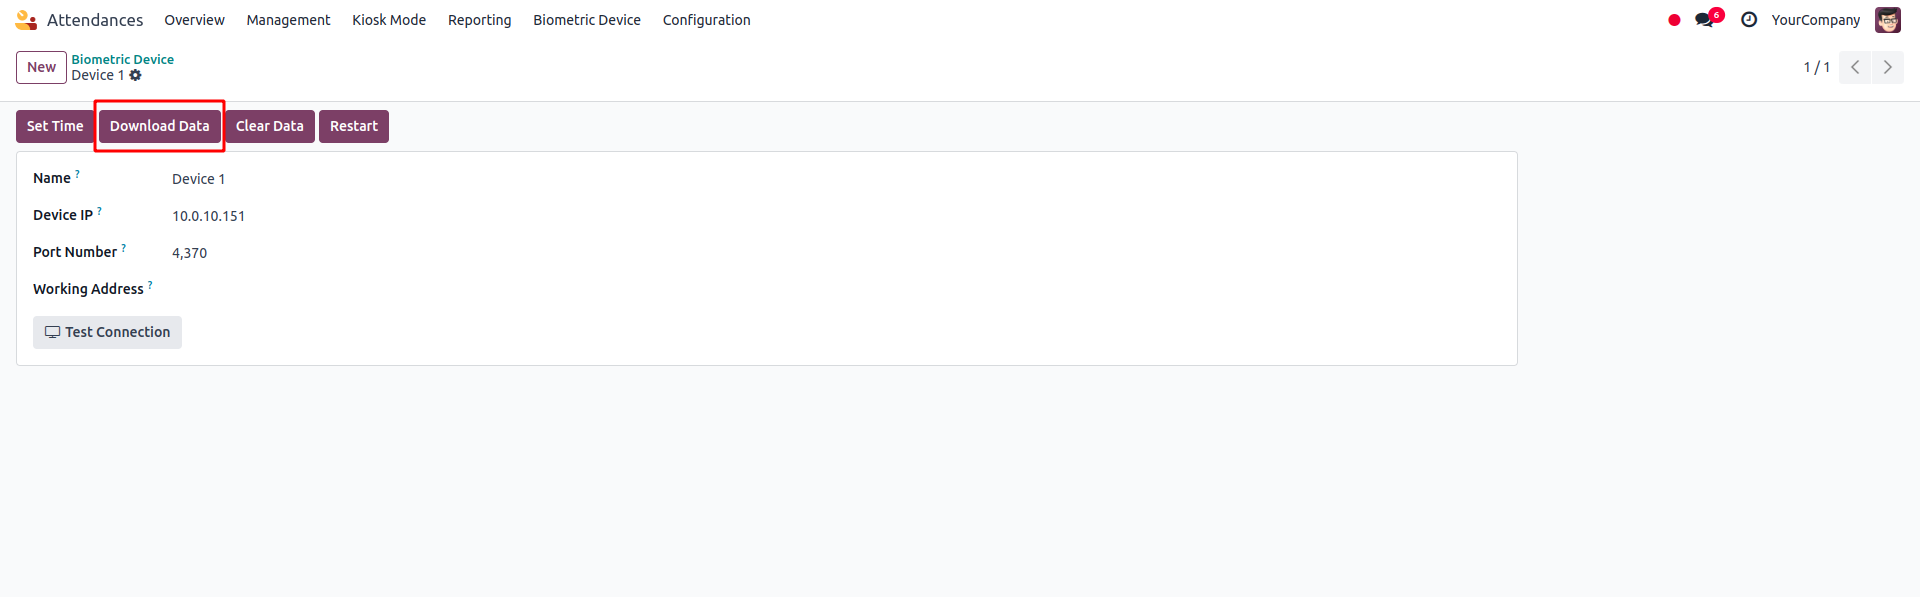 Attendances Overview Management Kiosk Mode Reporting Biometric Device Configuration 6 YourCompany
New Biometric Device
Device 1 1 / 1
Set Time Download Data Clear Data Restart
Name ? Device 1
Device IP ? 10.0.10.151
Port Number ? 4,370
Working Address ?
Test Connection